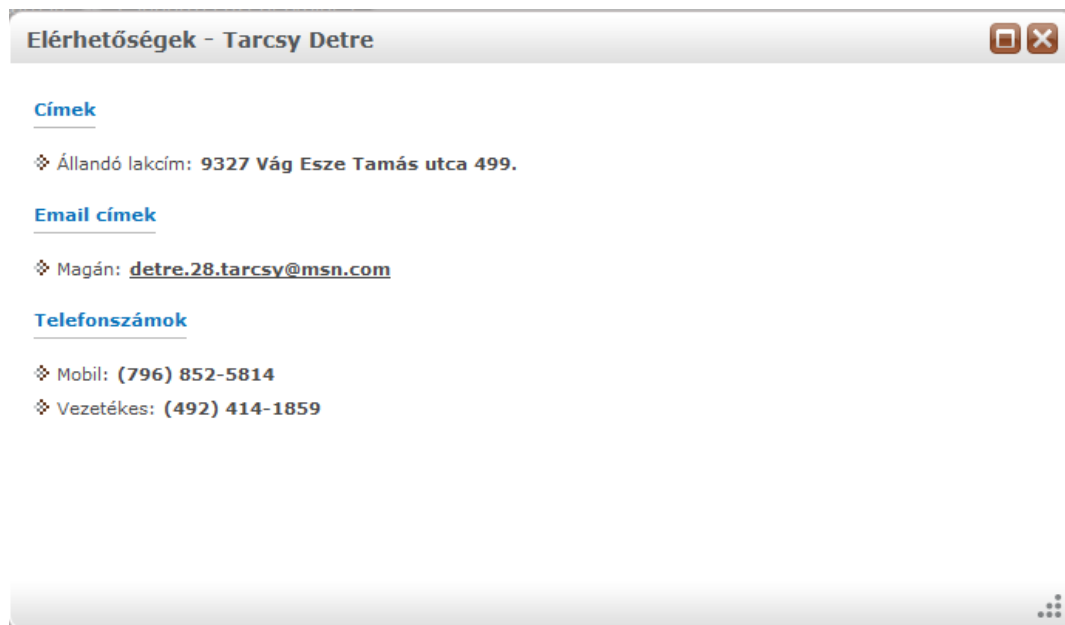 Elérhetőségek - Tarcsy Detre
Címek
Állandó lakcím: 9327 Vág Esze Tamás utca 499.
Email címek
Magán: detre.28.tarcsy@msn.com
Telefonszámok
Mobil: (796) 852-5814
Vezetékes: (492) 414-1859